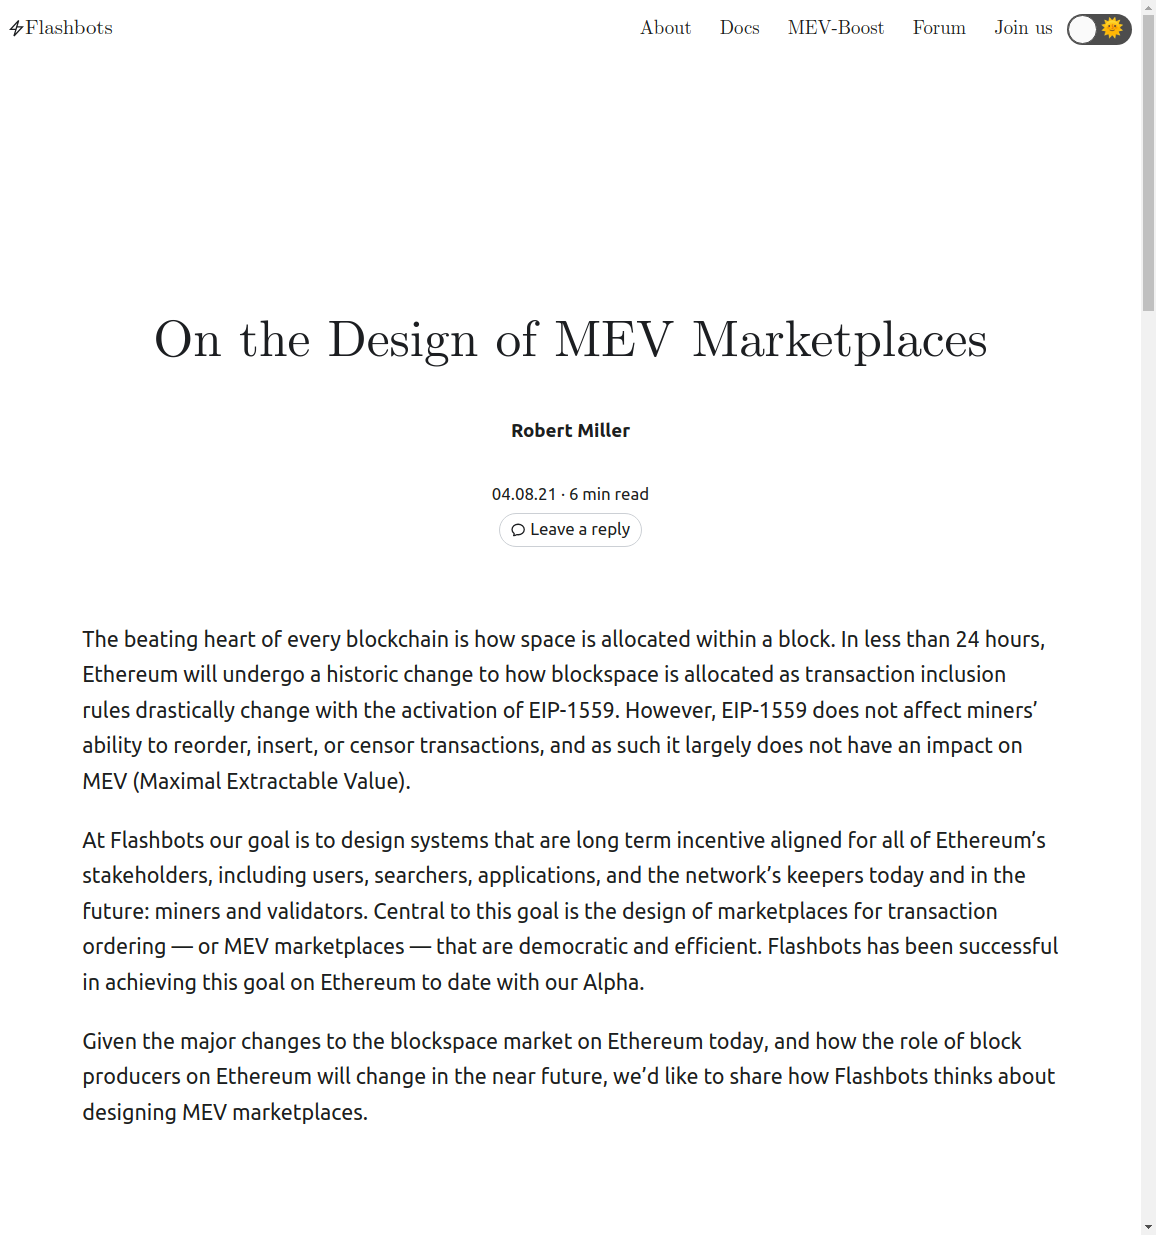 Flashbots
About Docs MEV-Boost Forum Join us
On the Design of MEV Marketplaces
Robert Miller
04.08.21 · 6 min read
Leave a reply
The beating heart of every blockchain is how space is allocated within a block. In less than 24 hours,
Ethereum will undergo a historic change to how blockspace is allocated as transaction inclusion
rules drastically change with the activation of EIP-1559. However, EIP-1559 does not affect miners’
ability to reorder, insert, or censor transactions, and as such it largely does not have an impact on
MEV (Maximal Extractable Value).
At Flashbots our goal is to design systems that are long term incentive aligned for all of Ethereum’s
stakeholders, including users, searchers, applications, and the network’s keepers today and in the
future: miners and validators. Central to this goal is the design of marketplaces for transaction
ordering — or MEV marketplaces — that are democratic and efficient. Flashbots has been successful
in achieving this goal on Ethereum to date with our Alpha.
Given the major changes to the blockspace market on Ethereum today, and how the role of block
producers on Ethereum will change in the near future, we’d like to share how Flashbots thinks about
designing MEV marketplaces.